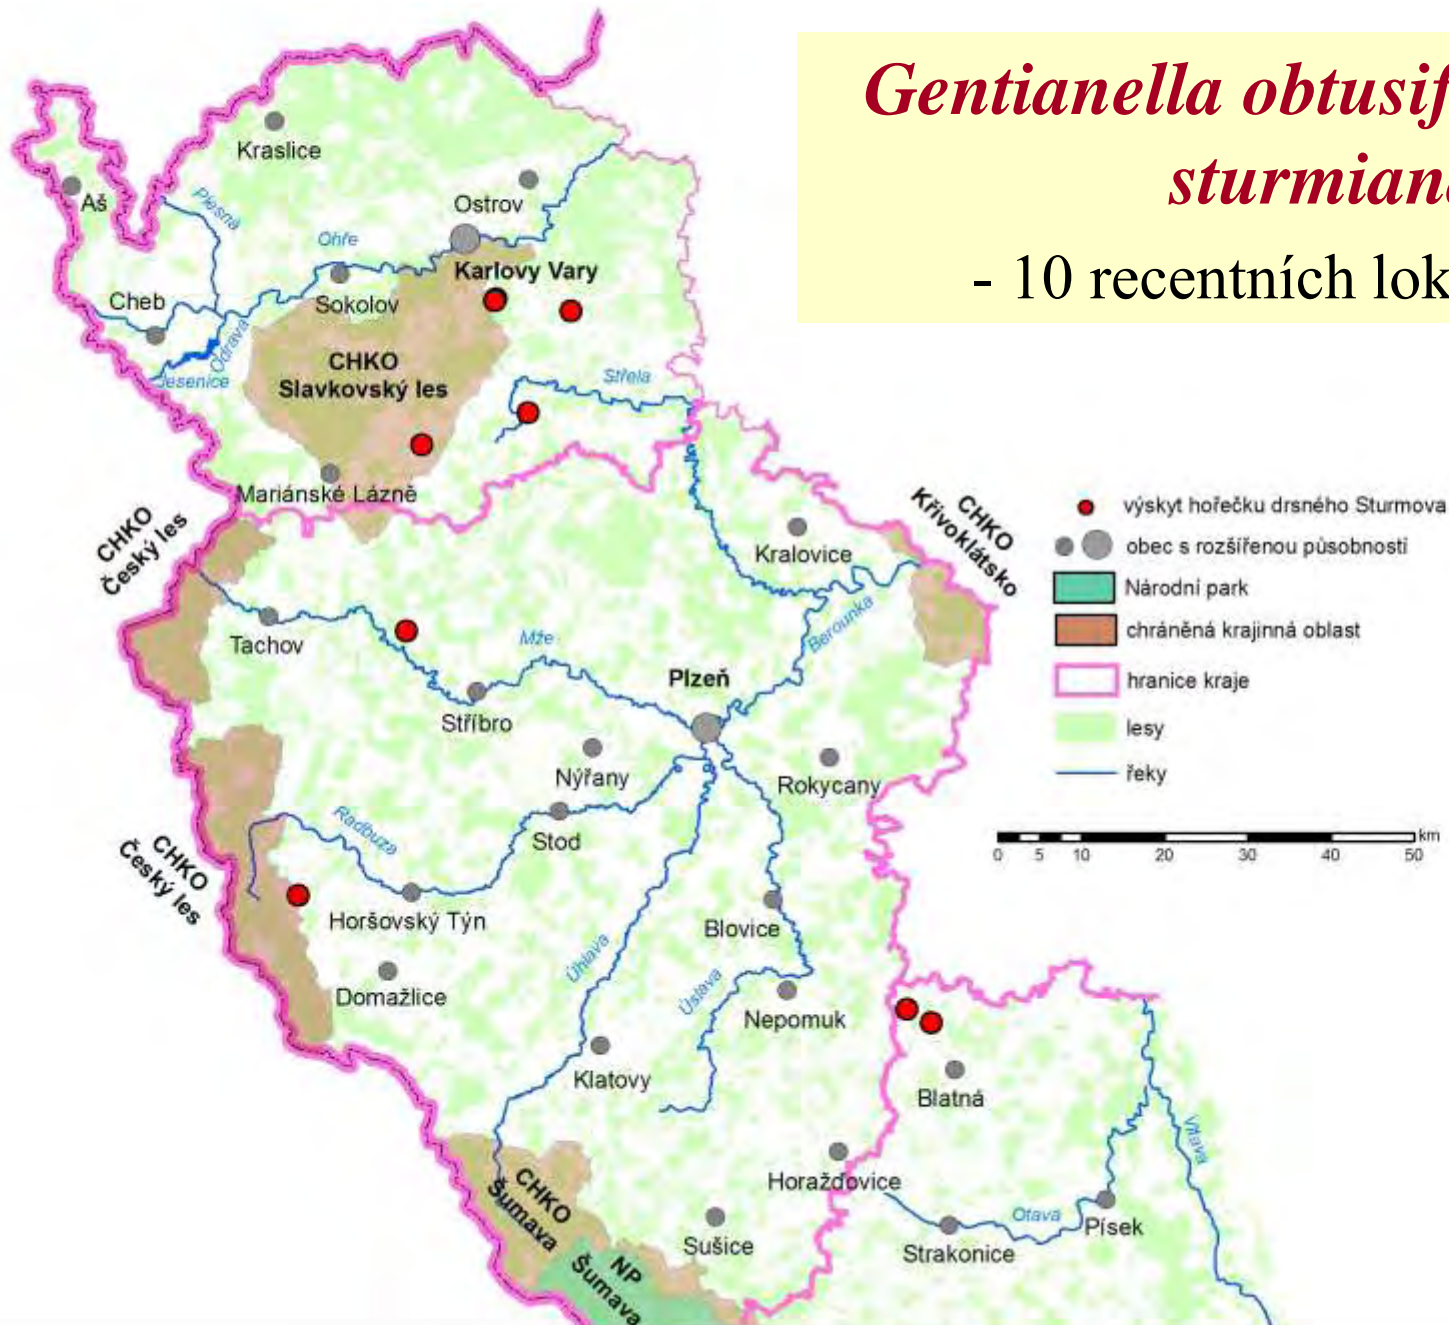 Gentianella obtusif
sturmiana
- 10 recentních lok
Kraslice
Aš
Plesná
Ostrov
Ohře
Karlovy Vary
Cheb
Sokolov
Odrava
Jesenice
CHKO
Slavkovský les
Střela
Mariánské Lázně
CHKO
Český les
Kralovice
CHKO
Křivoklátsko
výskyt hořečku drsného Sturmova
obec s rozšířenou působností
Národní park
chráněná krajinná oblast
hranice kraje
lesy
řeky
km
0 5 10 20 30 40 50
Tachov
Mže
Berounka
Plzeň
Stříbro
Nýřany
Rokycany
Radbuza
Stod
CHKO
Český les
Horšovský Týn
Blovice
Úhlava
Domažlice
Úslava
Nepomuk
Klatovy
Blatná
Vltava
Horažďovice
CHKO
Šumava
Otava
Písek
Sušice
Strakonice
NP
Šumava